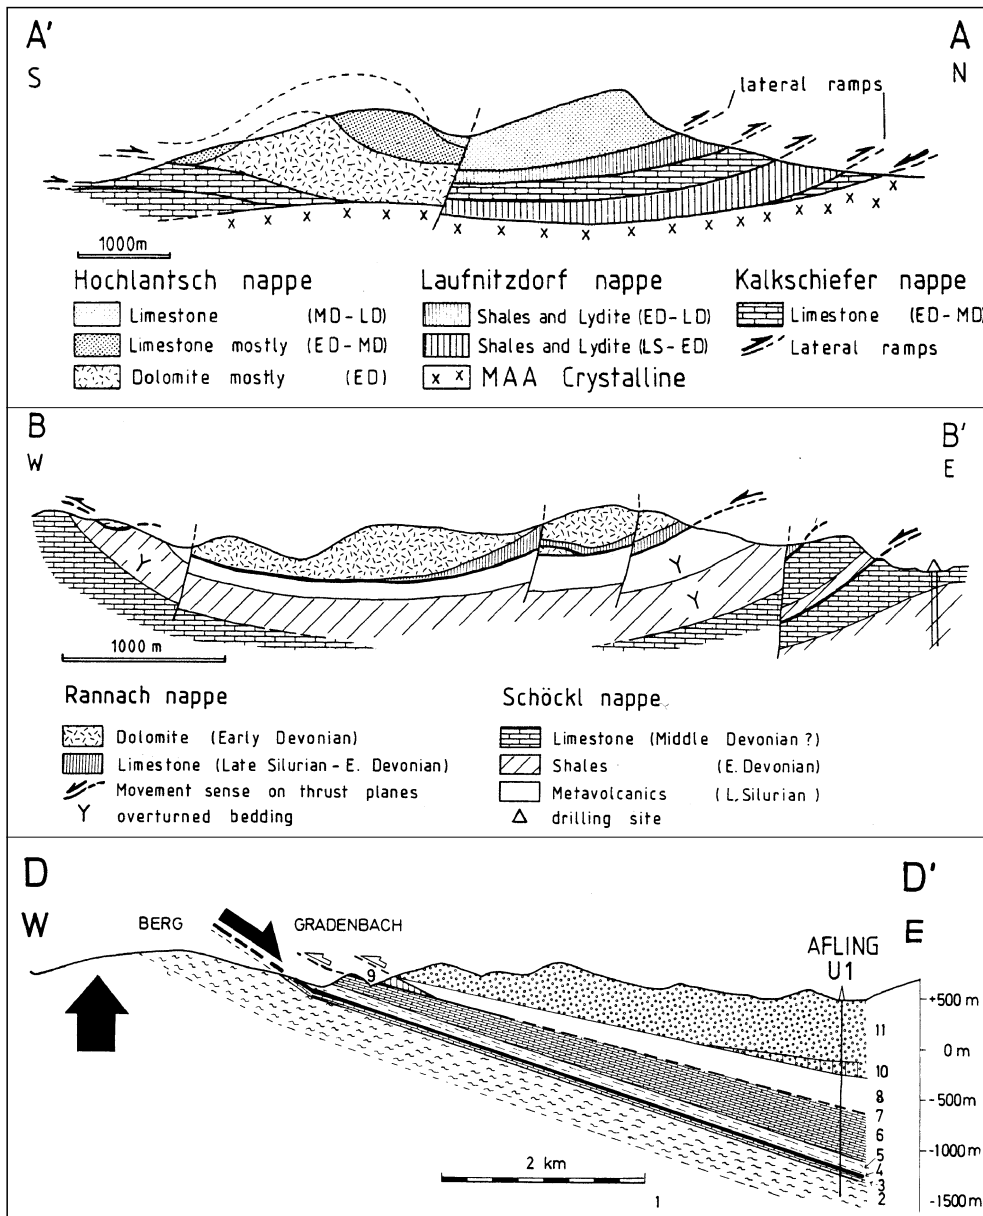 A'
A
S
N
lateral ramps
x x x x x x x x x x x x x x x x x x
1000m
Hochlantsch nappe
Limestone (MD-LD)
Limestone mostly (ED-MD)
Dolomite mostly (ED)
Laufnitzdorf nappe
Shales and Lydite (ED-LD)
Shales and Lydite (LS-ED)
x x MAA Crystalline
Kalkschiefer nappe
Limestone (ED-MD)
Lateral ramps
B
B'
W
E
Y
Y
Y
1000 m
Rannach nappe
Dolomite (Early Devonian)
Limestone (Late Silurian - E. Devonian)
Movement sense on thrust planes
Y overturned bedding
Schöckl nappe
Limestone (Middle Devonian ?)
Shales (E. Devonian)
Metavolcanics (L. Silurian)
drilling site
D
D'
W
E
BERG
GRADENBACH
AFLING
U1
9
+500m
11
0 m
10
8
-500m
7
6
-1000m
5
4
3
2
-1500m
2 km
1